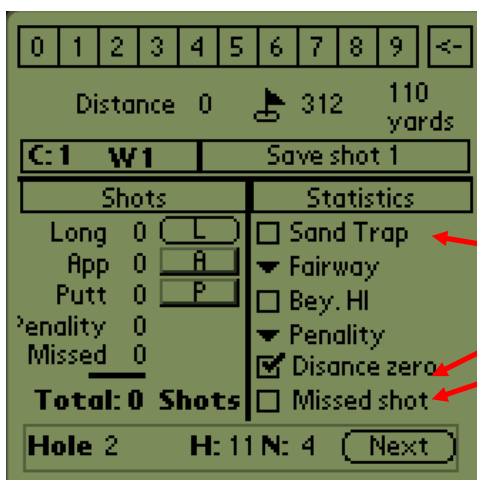 0 1 2 3 4 5 6 7 8 9 <-
Distance 0 312 110 yards
C: 1 W 1 Save shot 1
Shots Statistics
Long 0 L Sand Trap
App 0 A Fairway
Putt 0 P Bey. HI
Penality 0 Penality
Missed 0 Disance zero
Total: 0 Shots Missed shot
Hole 2 H: 11 N: 4 Next